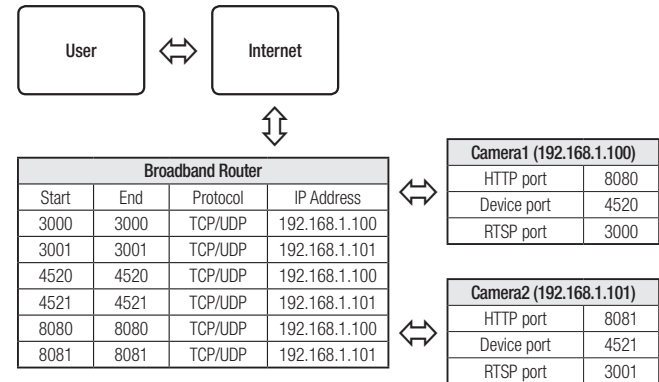 User
Internet
Broadband Router
Start End Protocol IP Address
3000 3000 TCP/UDP 192.168.1.100
3001 3001 TCP/UDP 192.168.1.101
4520 4520 TCP/UDP 192.168.1.100
4521 4521 TCP/UDP 192.168.1.101
8080 8080 TCP/UDP 192.168.1.100
8081 8081 TCP/UDP 192.168.1.101
Camera1 (192.168.1.100)
HTTP port 8080
Device port 4520
RTSP port 3000
Camera2 (192.168.1.101)
HTTP port 8081
Device port 4521
RTSP port 3001